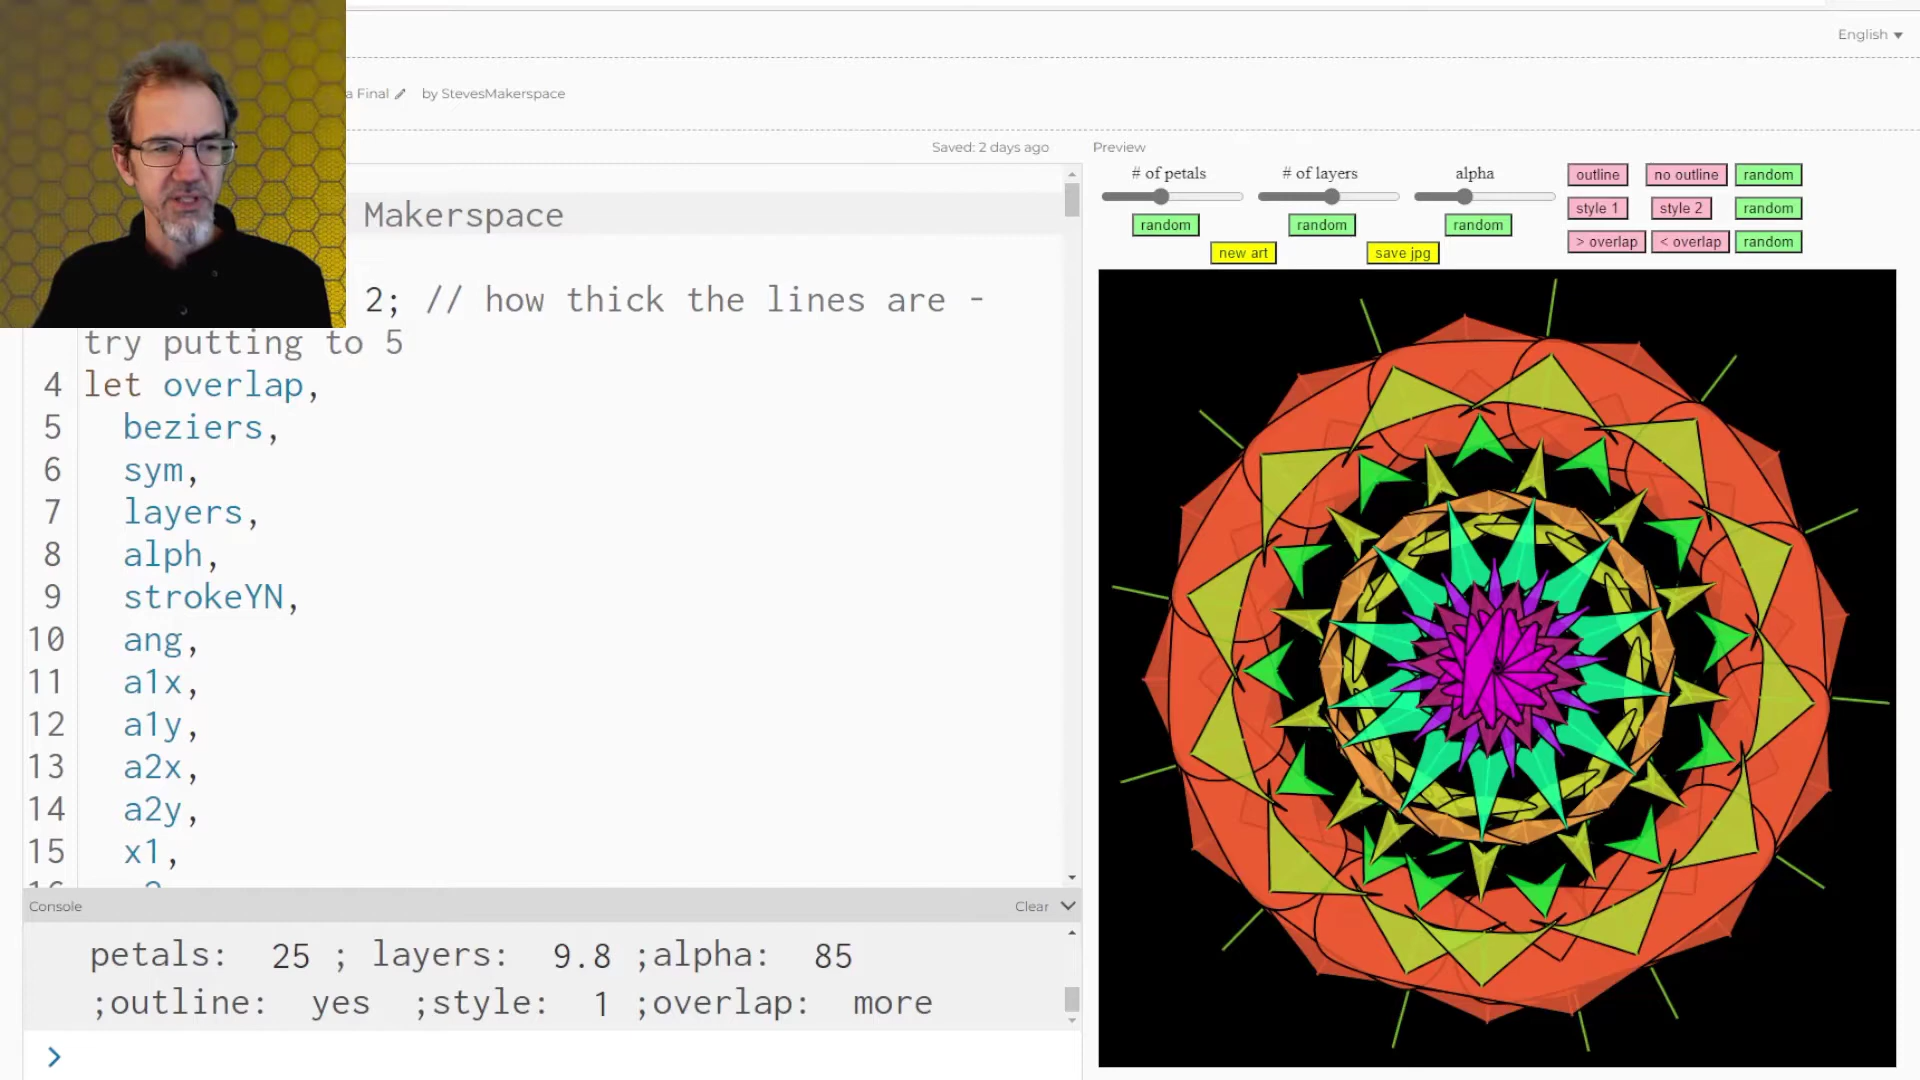 English ▼
a Final by StevesMakerspace
Saved: 2 days ago
Preview
# of petals # of layers alpha
random random random
new art save jpg
outline no outline random
style 1 style 2 random
> overlap < overlap random
Makerspace
2; // how thick the lines are -
try putting to 5
4 let overlap,
5 beziers,
6 sym,
7 layers,
8 alph,
9 strokeYN,
10 ang,
11 a1x,
12 a1y,
13 a2x,
14 a2y,
15 x1,
Console Clear
petals: 25 ; layers: 9.8 ;alpha: 85
;outline: yes ;style: 1 ;overlap: more
>